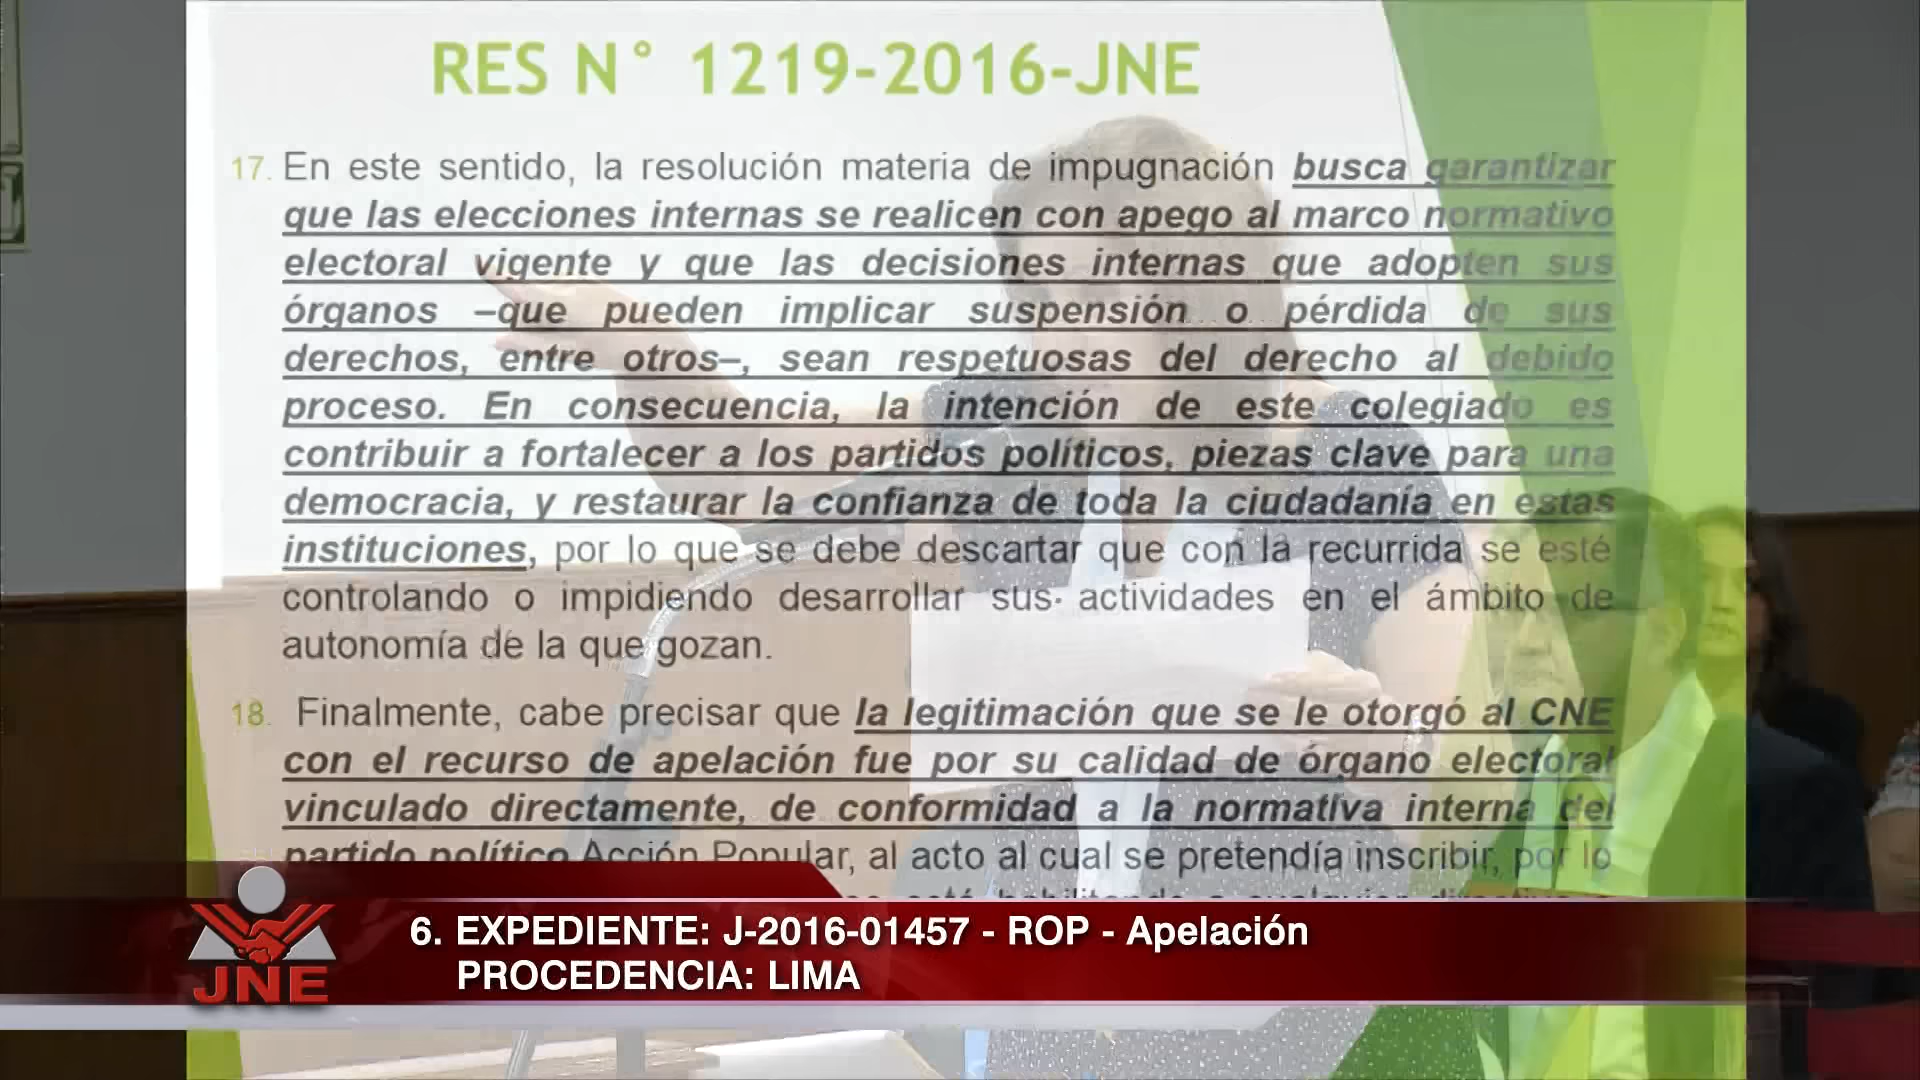 RES N° 1219-2016-JNE
17. En este sentido, la resolución materia de impugnación busca garantizar
que las elecciones internas se realicen con apego al marco normativo
electoral vigente y que las decisiones internas que adopten sus
órganos –que pueden implicar suspensión o pérdida de sus
derechos, entre otros–, sean respetuosas del derecho al debido
proceso. En consecuencia, la intención de este colegiado es
contribuir a fortalecer a los partidos políticos, piezas clave para una
democracia, y restaurar la confianza de toda la ciudadanía en estas
instituciones, por lo que se debe descartar que con la recurrida se esté
controlando o impidiendo desarrollar sus actividades en el ámbito de
autonomía de la que gozan.
18. Finalmente, cabe precisar que la legitimación que se le otorgó al CNE
con el recurso de apelación fue por su calidad de órgano electoral
vinculado directamente, de conformidad a la normativa interna del
partido político Acción Popular, al acto al cual se pretendía inscribir, por lo
6. EXPEDIENTE: J-2016-01457 - ROP - Apelación
PROCEDENCIA: LIMA
JNE